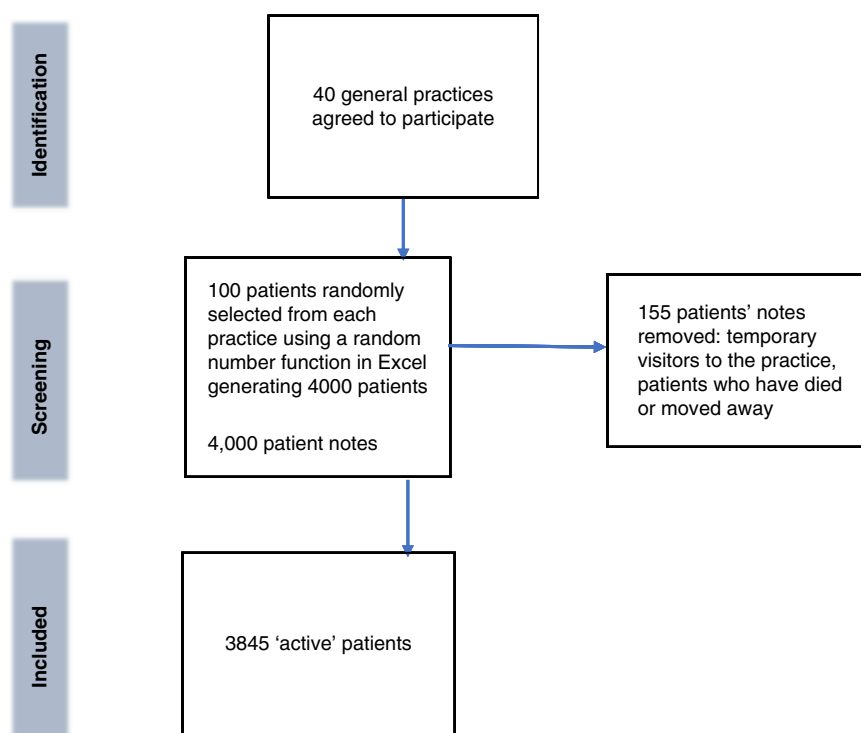 Identification
40 general practices
agreed to participate
Screening
100 patients randomly
selected from each
practice using a random
number function in Excel
generating 4000 patients
4,000 patient notes
155 patients’ notes
removed: temporary
visitors to the practice,
patients who have died
or moved away
Included
3845 ‘active’ patients